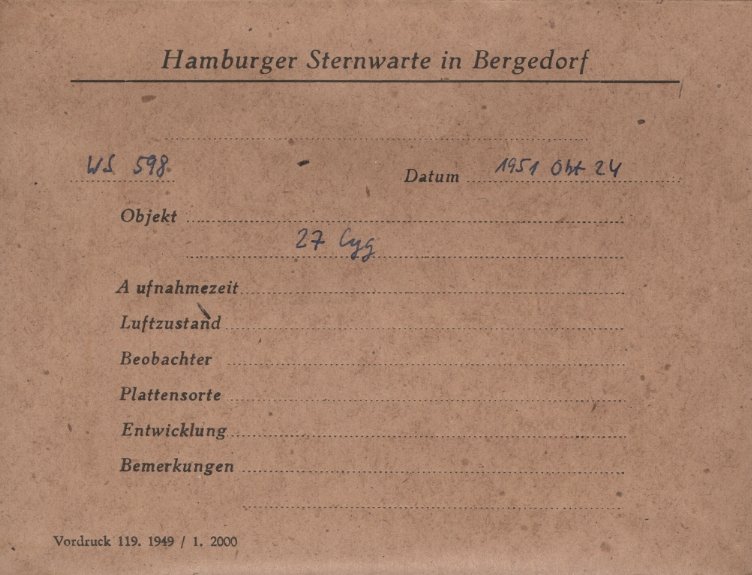 Hamburger Sternwarte in Bergedorf
WS 598 Datum 1951 Okt 24
Objekt
27 Cyg
Aufnahmezeit
Luftzustand
Beobachter
Plattensorte
Entwicklung
Bemerkungen
Vordruck 119. 1949 / 1. 2000